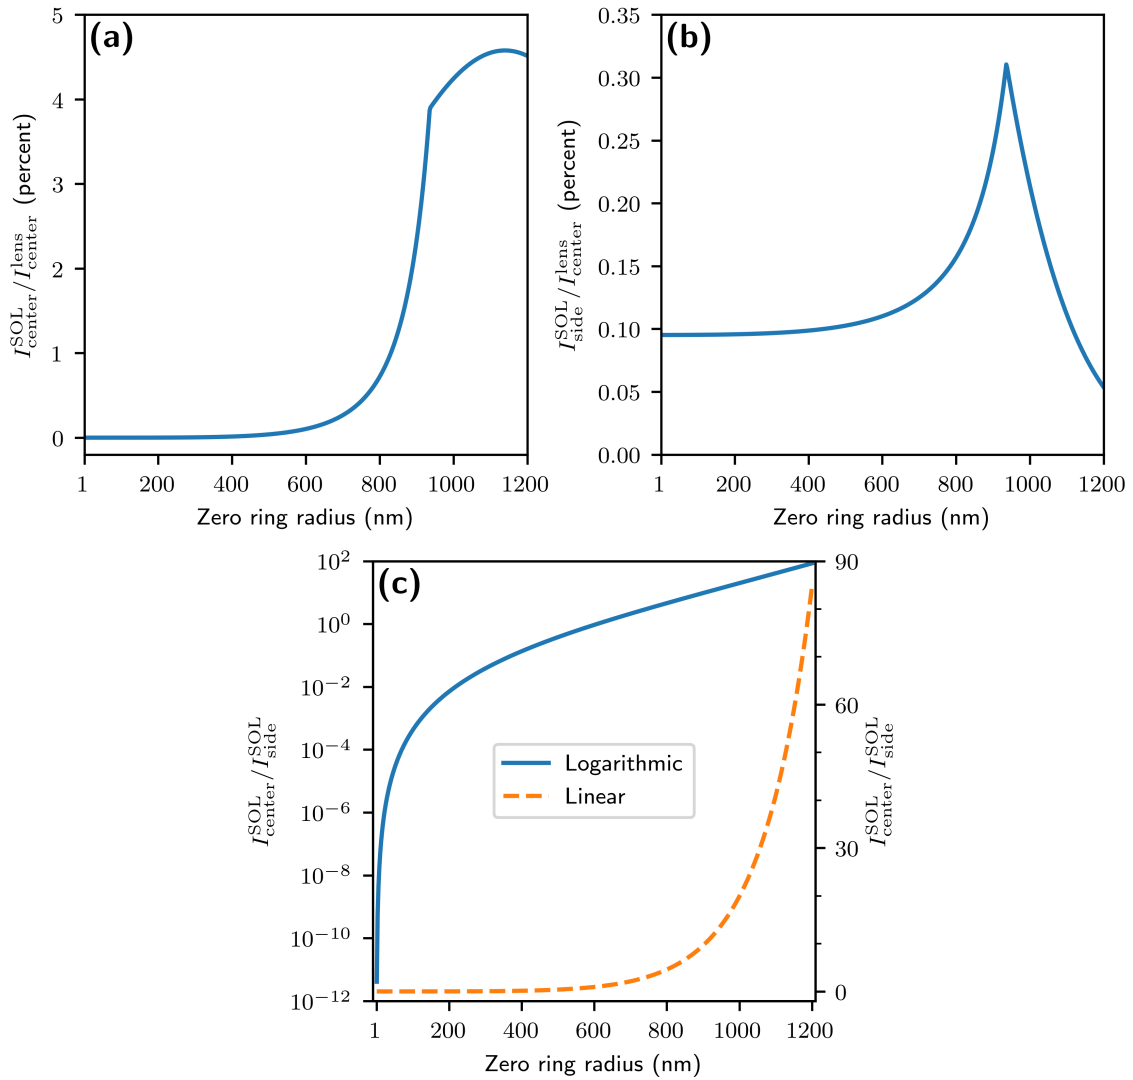 (a)
5
4
3
2
1
0
I^SOL_center/I^lens_center (percent)
1 200 400 600 800 1000 1200
Zero ring radius (nm)
(b)
0.35
0.30
0.25
0.20
0.15
0.10
0.05
0.00
I^SOL_side/I^lens_center (percent)
1 200 400 600 800 1000 1200
Zero ring radius (nm)
(c)
10^2
10^0
10^−2
10^−4
10^−6
10^−8
10^−10
10^−12
I^SOL_center/I^SOL_side
Logarithmic
Linear
90
60
30
0
I^SOL_center/I^SOL_side
1 200 400 600 800 1000 1200
Zero ring radius (nm)